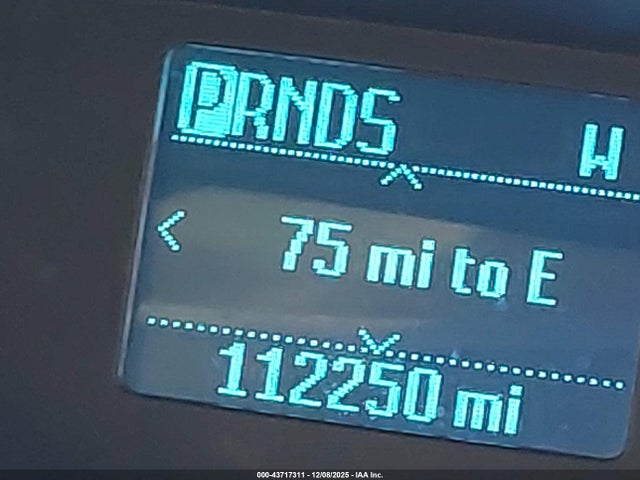 PRNDS W
75 mi to E
112250 mi
000-43717311 - 12/08/2025 - IAA Inc.